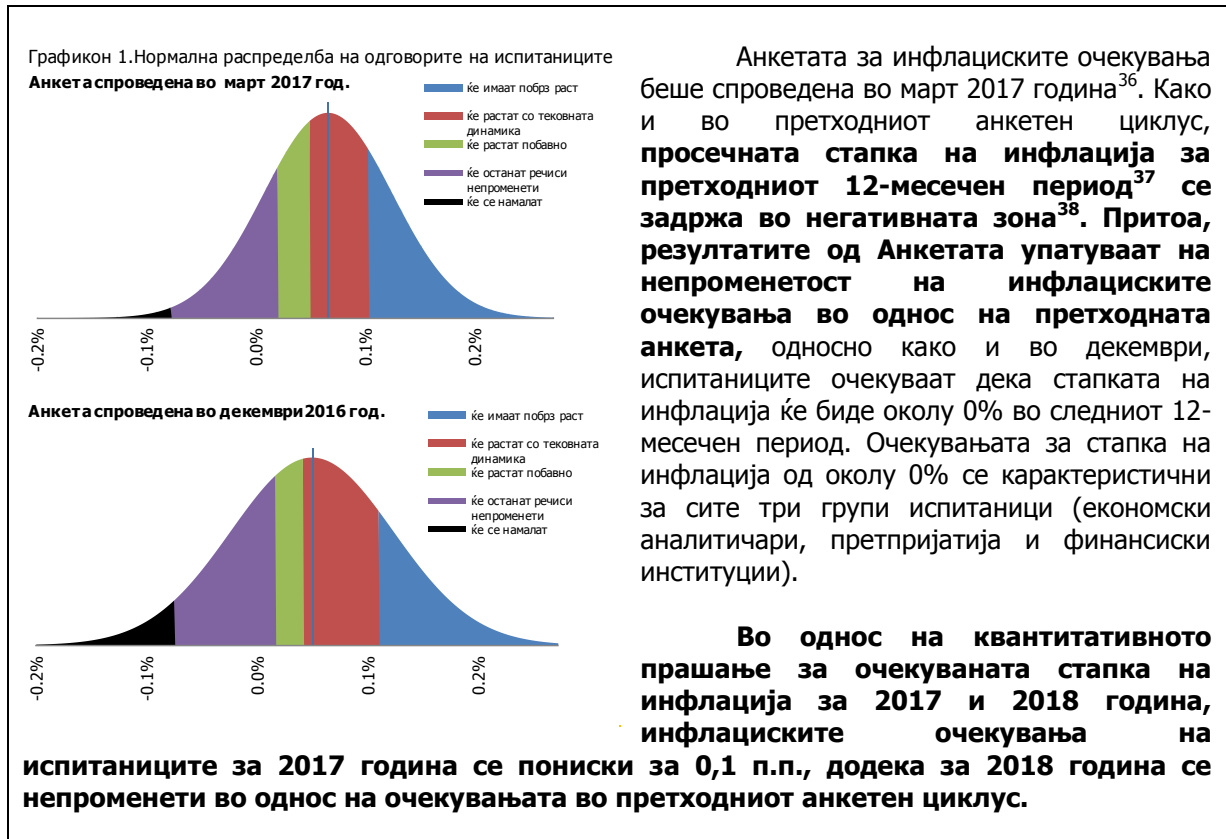 Графикон 1.Нормална распределба на одговорите на испитаниците
Анкета спроведена во март 2017 год.
ќе имаат побрз раст
ќе растат со тековната
динамика
ќе растат побавно
ќе останат речиси
непроменети
ќе се намалат
-0.2%
-0.1%
0.0%
0.1%
0.2%
Анкета спроведена во декември 2016 год.
ќе имаат побрз раст
ќе растат со тековната
динамика
ќе растат побавно
ќе останат речиси
непроменети
ќе се намалат
-0.2%
-0.1%
0.0%
0.1%
0.2%
Анкетата за инфлациските очекувања
беше спроведена во март 2017 година36. Како
и во претходниот анкетен циклус,
просечната стапка на инфлација за
претходниот 12-месечен период37 се
задржа во негативната зона38. Притоа,
резултатите од Анкетата упатуваат на
непроменетост на инфлациските
очекувања во однос на претходната
анкета, односно како и во декември,
испитаниците очекуваат дека стапката на
инфлација ќе биде околу 0% во следниот 12-
месечен период. Очекувањата за стапка на
инфлација од околу 0% се карактеристични
за сите три групи испитаници (економски
аналитичари, претпријатија и финансиски
институции).
Во однос на квантитативното
прашање за очекуваната стапка на
инфлација за 2017 и 2018 година,
инфлациските очекувања на
испитаниците за 2017 година се пониски за 0,1 п.п., додека за 2018 година се
непроменети во однос на очекувањата во претходниот анкетен циклус.